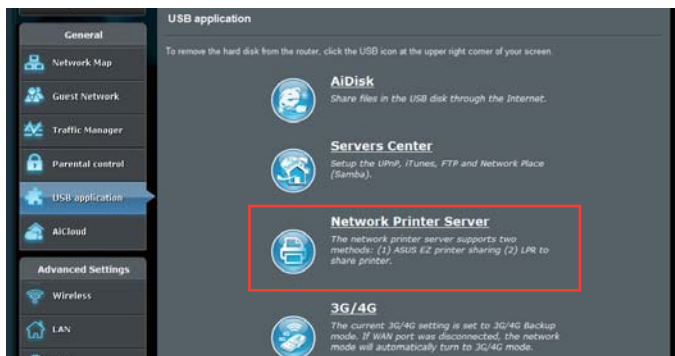 General
Network Map
Guest Network
Traffic Manager
Parental control
USB application
AiCloud
Advanced Settings
Wireless
LAN
USB application
To remove the hard disk from the router, click the USB icon at the upper right corner of your screen.
AiDisk
Share files in the USB disk through the Internet.
Servers Center
Setup the UPnP, iTunes, FTP and Network Place
(Samba).
Network Printer Server
The network printer server supports two
methods: (1) ASUS EZ printer sharing (2) LPR to
share printer.
3G/4G
The current 3G/4G setting is set to 3G/4G Backup
mode. If WAN port was disconnected, the network
mode will automatically turn to 3G/4G mode.